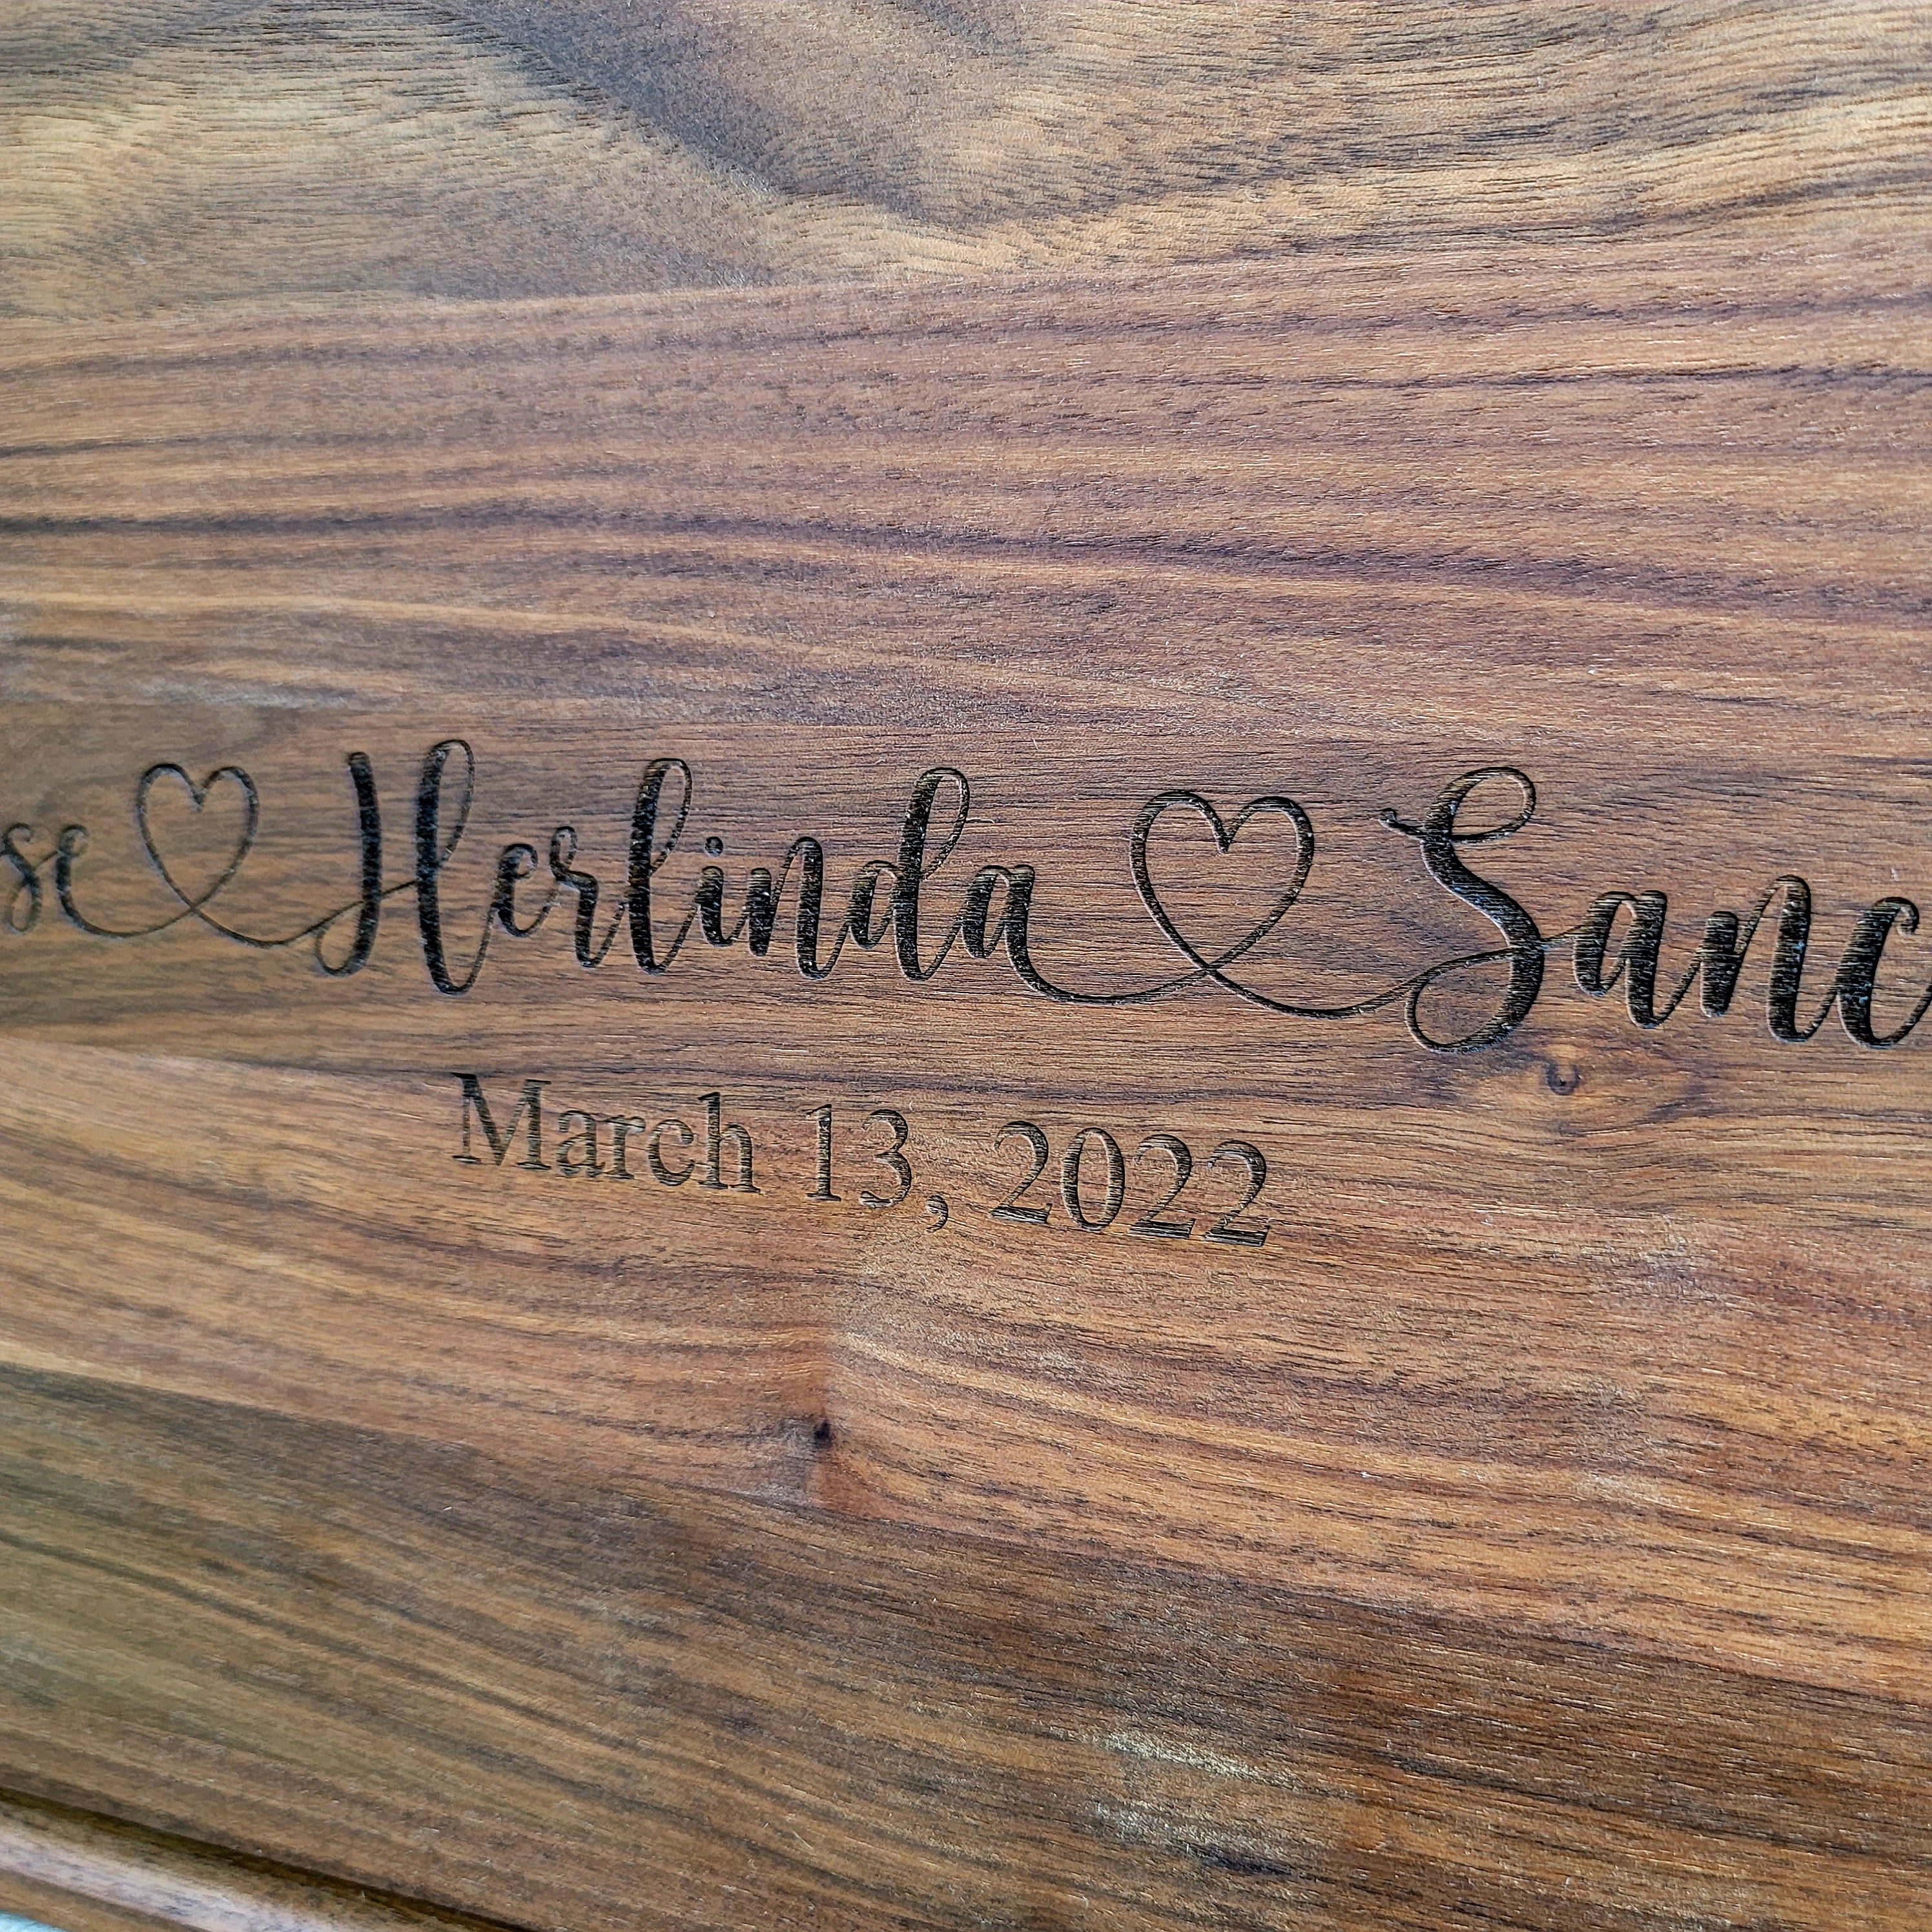 se ♡ Herlinda ♡ Sanc
March 13, 2022